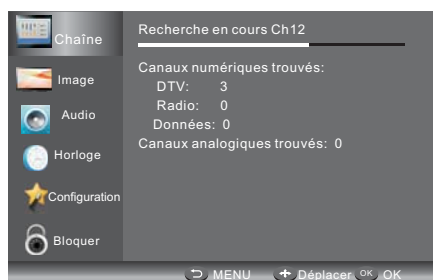 Chaîne
Image
Audio
Horloge
Configuration
Bloquer
Recherche en cours Ch12
Canaux numériques trouvés:
DTV: 3
Radio: 0
Données: 0
Canaux analogiques trouvés: 0
MENU Déplacer OK OK